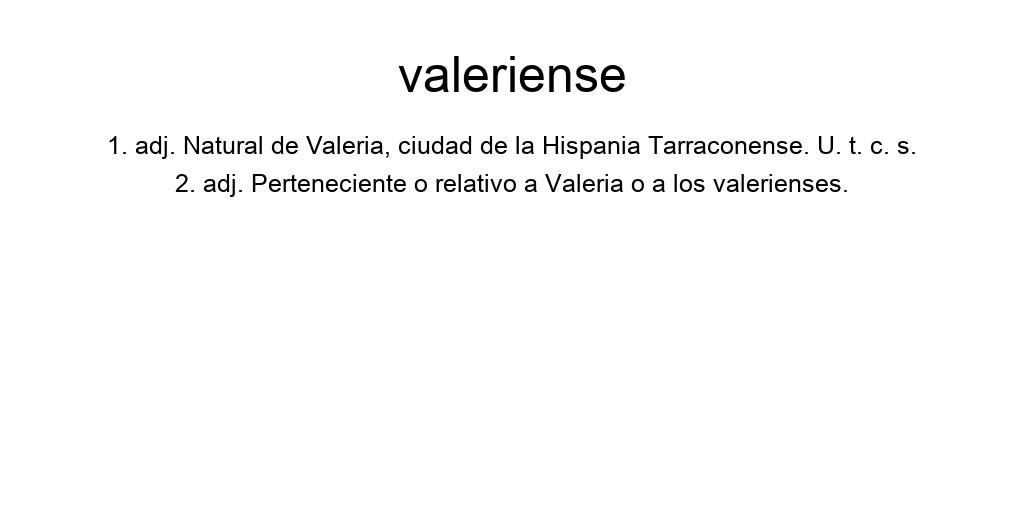 valeriense
1. adj. Natural de Valeria, ciudad de la Hispania Tarraconense. U. t. c. s.
2. adj. Perteneciente o relativo a Valeria o a los valerienses.